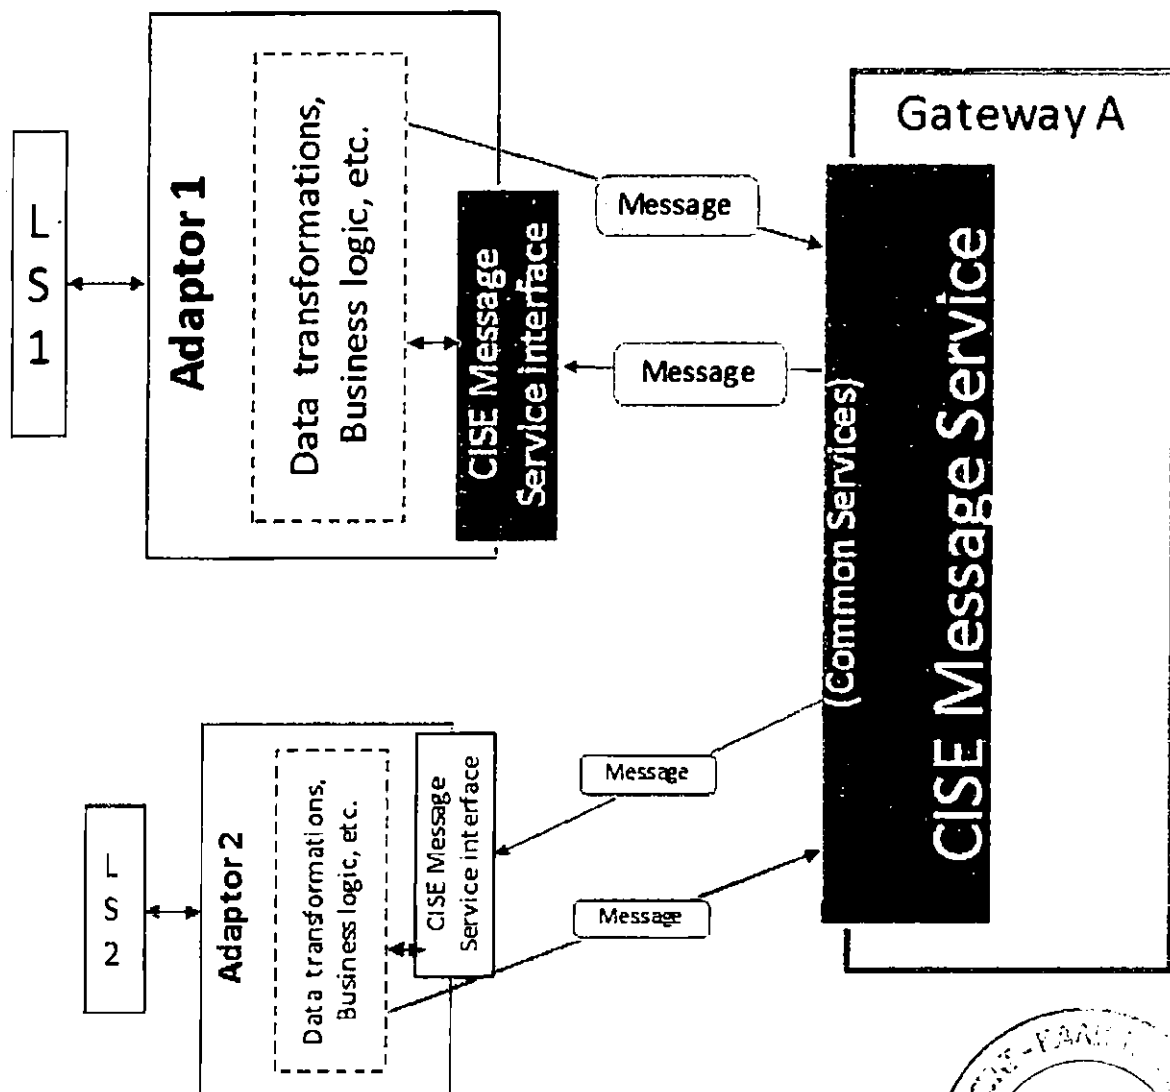 L
S
1
Adaptor 1
Data transformations,
Business logic, etc.
CISE Message
Service interface
Message
Message
Gateway A
(Common Services)
CISE Message Service
L
S
2
Adaptor 2
Data transformations,
Business logic, etc.
CISE Message
Service interface
Message
Message